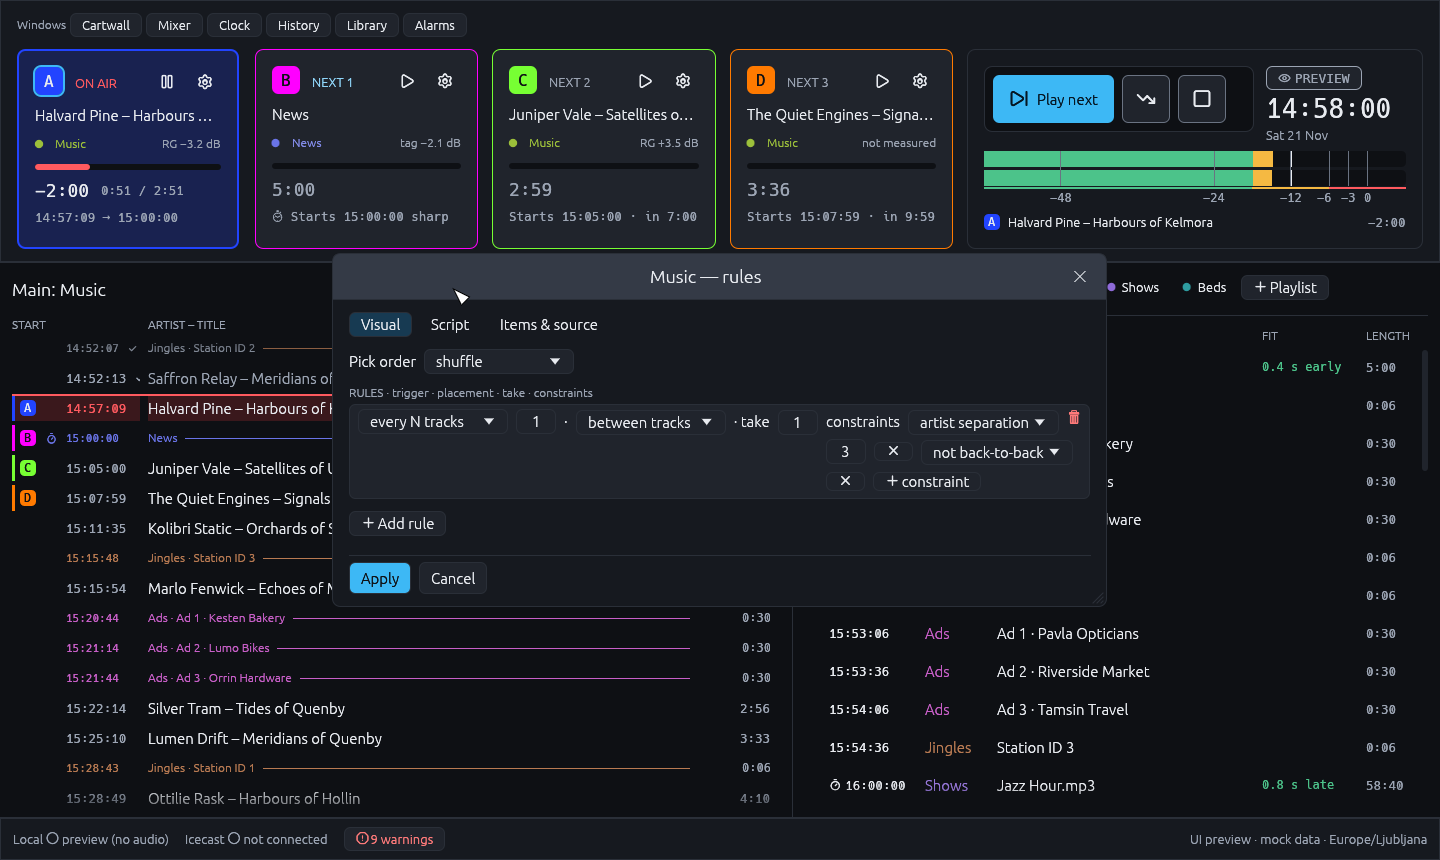 Windows Cartwall Mixer Clock History Library Alarms
A ON AIR
Halvard Pine – Harbours ...
Music RG −3.2 dB
−2:00 0:51 / 2:51
14:57:09 → 15:00:00
B NEXT 1
News
News tag −2.1 dB
5:00
Starts 15:00:00 sharp
C NEXT 2
Juniper Vale – Satellites o...
Music RG +3.5 dB
2:59
Starts 15:05:00 · in 7:00
D NEXT 3
The Quiet Engines – Signa...
Music not measured
3:36
Starts 15:07:59 · in 9:59
Play next
PREVIEW
14:58:00
Sat 21 Nov
−48 −24 −12 −6 −3 0
A Halvard Pine – Harbours of Kelmora −2:00
Main: Music
START ARTIST – TITLE
14:52:07 Jingles · Station ID 2
14:52:13 Saffron Relay – Meridians of
A 14:57:09 Halvard Pine – Harbours of
B 15:00:00 News
C 15:05:00 Juniper Vale – Satellites of
D 15:07:59 The Quiet Engines – Signals
15:11:35 Kolibri Static – Orchards of
15:15:48 Jingles · Station ID 3
15:15:54 Marlo Fenwick – Echoes of
15:20:44 Ads · Ad 1 · Kesten Bakery 0:30
15:21:14 Ads · Ad 2 · Lumo Bikes 0:30
15:21:44 Ads · Ad 3 · Orrin Hardware 0:30
15:22:14 Silver Tram – Tides of Quenby 2:56
15:25:10 Lumen Drift – Meridians of Quenby 3:33
15:28:43 Jingles · Station ID 1 0:06
15:28:49 Ottilie Rask – Harbours of Hollin 4:10
Music — rules
Visual Script Items & source
Pick order shuffle
RULES · trigger · placement · take · constraints
every N tracks 1 · between tracks · take 1 constraints artist separation
3 ✕ not back-to-back
✕ + constraint
+ Add rule
Apply Cancel
Shows Beds + Playlist
FIT LENGTH
0.4 s early 5:00
0:06
kery 0:30
s 0:30
ware 0:30
0:06
0:06
15:53:06 Ads Ad 1 · Pavla Opticians 0:30
15:53:36 Ads Ad 2 · Riverside Market 0:30
15:54:06 Ads Ad 3 · Tamsin Travel 0:30
15:54:36 Jingles Station ID 3 0:06
16:00:00 Shows Jazz Hour.mp3 0.8 s late 58:40
Local preview (no audio) Icecast not connected 9 warnings
UI preview · mock data · Europe/Ljubljana